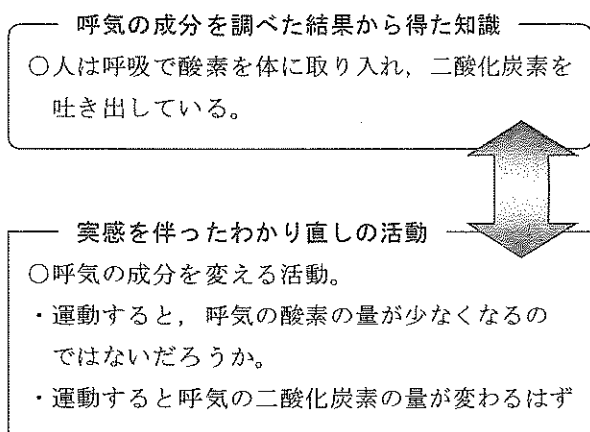 呼気の成分を調べた結果から得た知識
○人は呼吸で酸素を体に取り入れ，二酸化炭素を
吐き出している。
実感を伴ったわかり直しの活動
○呼気の成分を変える活動。
・運動すると，呼気の酸素の量が少なくなるの
ではないだろうか。
・運動すると呼気の二酸化炭素の量が変わるはず